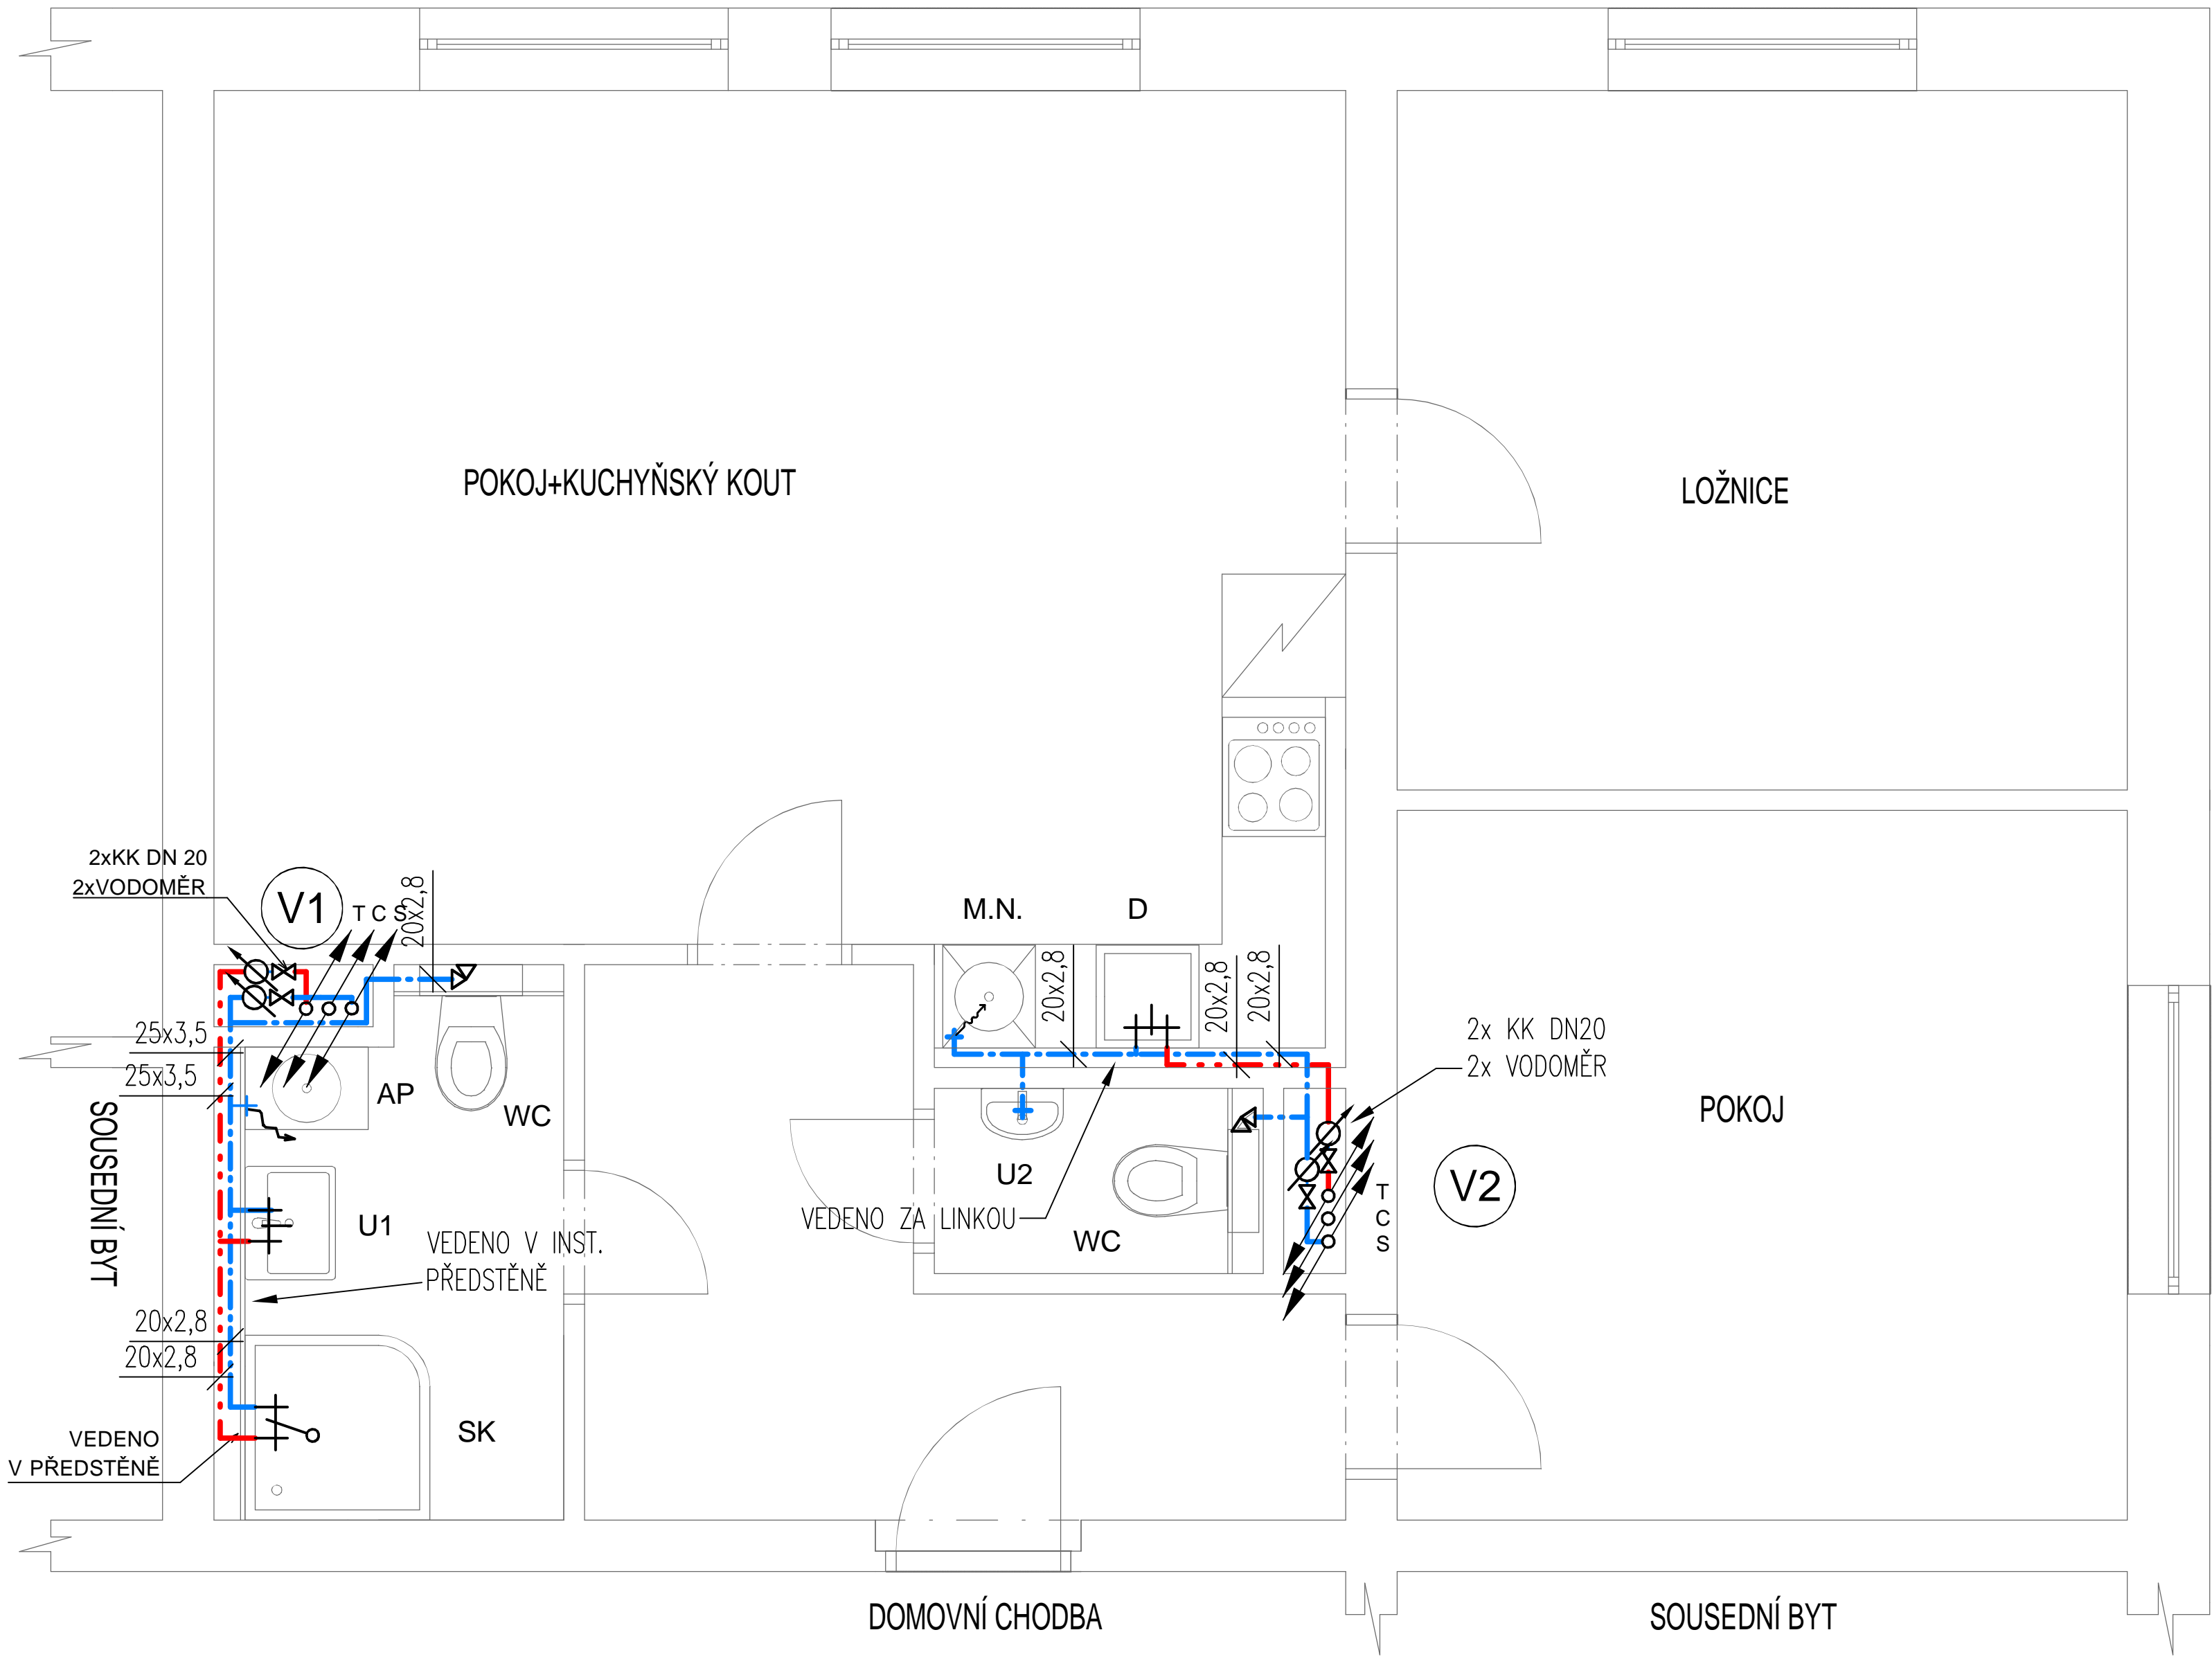 POKOJ+KUCHYŇSKÝ KOUT
LOŽNICE
2xKK DN 20
2xVODOMĚR
V1
T C S
20x2,8
M.N.
D
20x2,8
20x2,8
20x2,8
25x3,5
25x3,5
AP
WC
SOUSEDNÍ BYT
2x KK DN20
2x VODOMĚR
POKOJ
U2
V2
VEDENO ZA LINKOU
WC
T
C
S
U1
VEDENO V INST.
PŘEDSTĚNĚ
20x2,8
20x2,8
SK
VEDENO
V PŘEDSTĚNĚ
DOMOVNÍ CHODBA
SOUSEDNÍ BYT